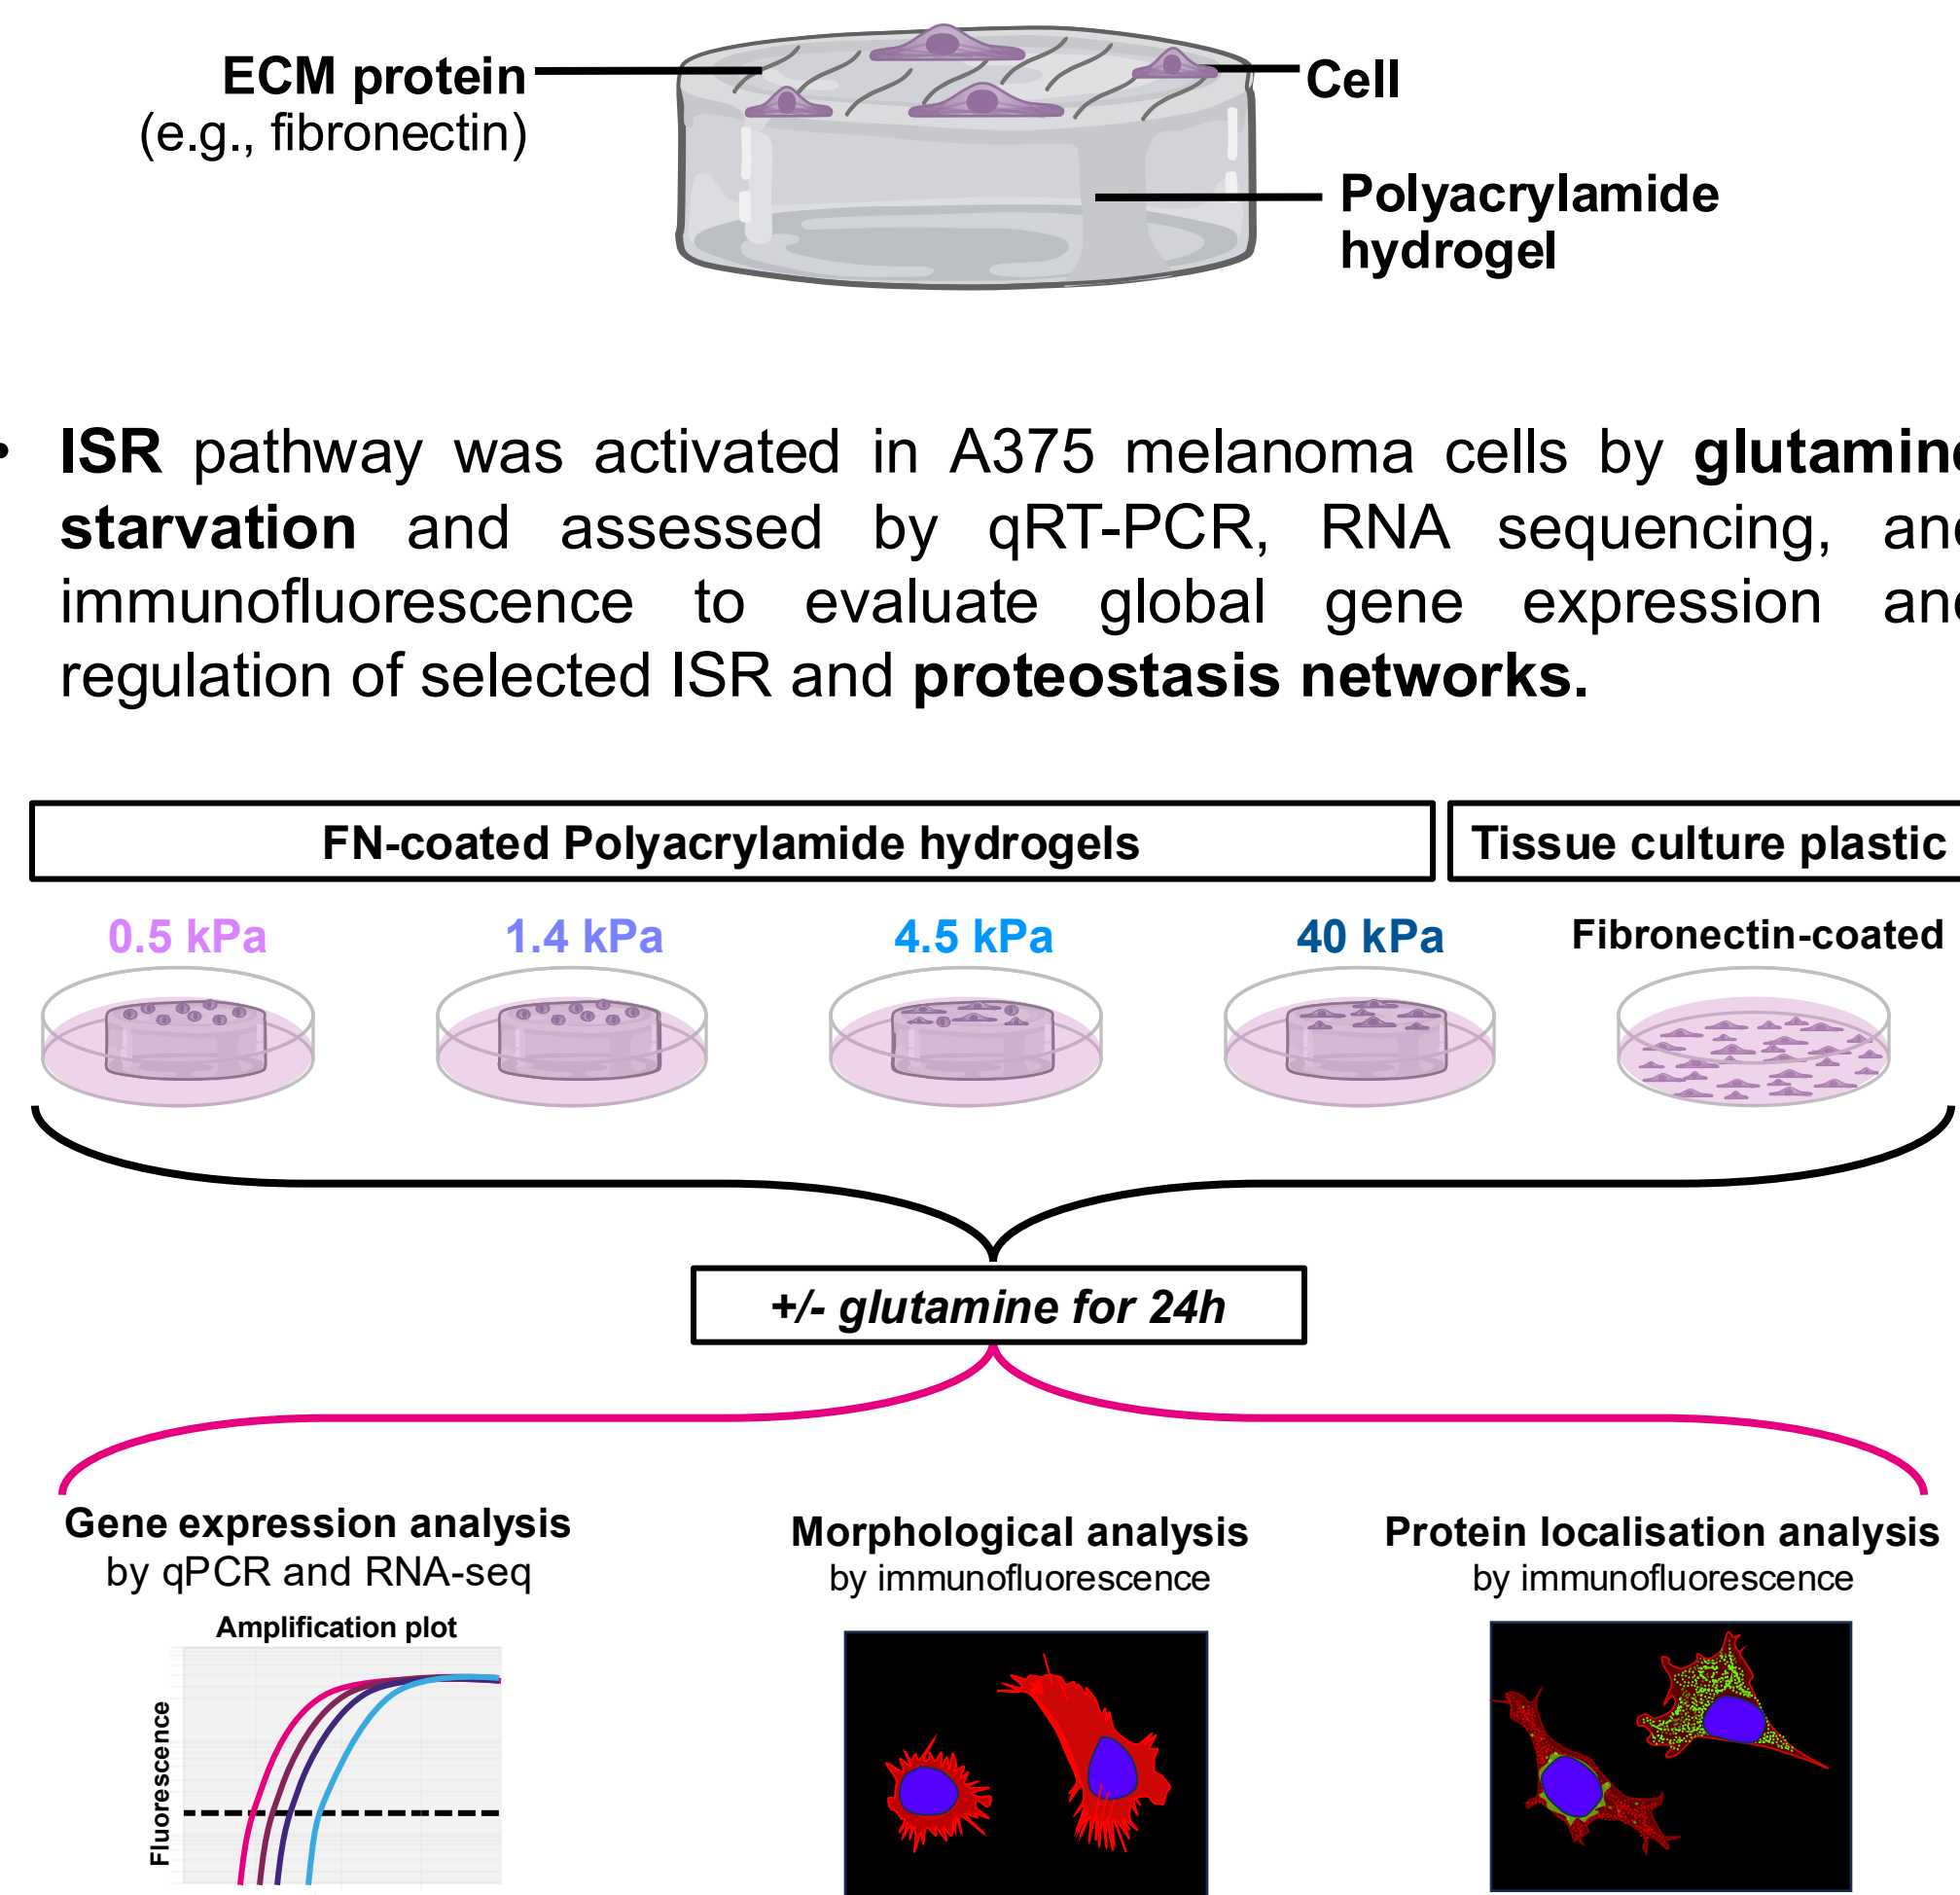 ECM protein
(e.g., fibronectin)
Cell
Polyacrylamide
hydrogel
• ISR pathway was activated in A375 melanoma cells by glutamine
starvation and assessed by qRT-PCR, RNA sequencing, and
immunofluorescence to evaluate global gene expression and
regulation of selected ISR and proteostasis networks.
FN-coated Polyacrylamide hydrogels
Tissue culture plastic
0.5 kPa
1.4 kPa
4.5 kPa
40 kPa
Fibronectin-coated
+/- glutamine for 24h
Gene expression analysis
by qPCR and RNA-seq
Amplification plot
Fluorescence
Morphological analysis
by immunofluorescence
Protein localisation analysis
by immunofluorescence